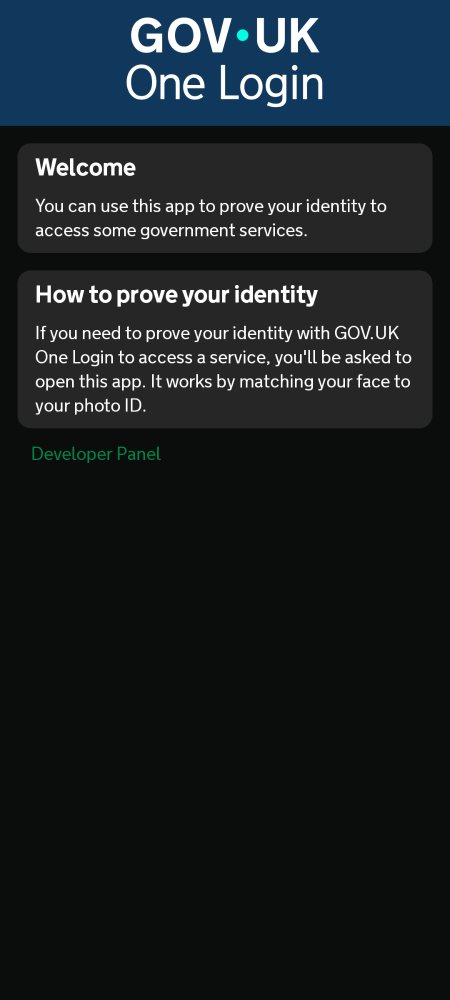 GOV•UK
One Login
Welcome
You can use this app to prove your identity to
access some government services.
How to prove your identity
If you need to prove your identity with GOV.UK
One Login to access a service, you'll be asked to
open this app. It works by matching your face to
your photo ID.
Developer Panel